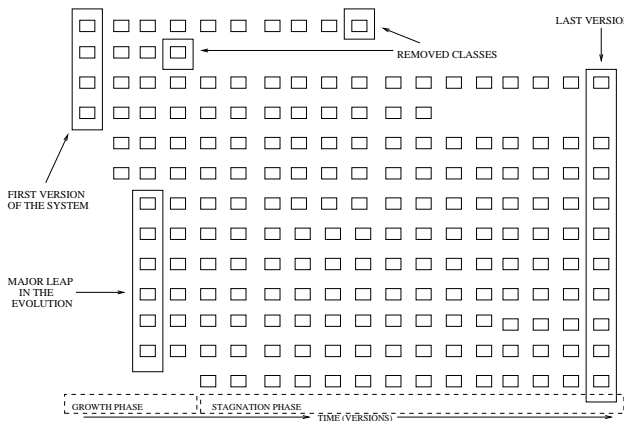 LAST VERSION
REMOVED CLASSES
FIRST VERSION
OF THE SYSTEM
MAJOR LEAP
IN THE
EVOLUTION
GROWTH PHASE
STAGNATION PHASE
TIME (VERSIONS)